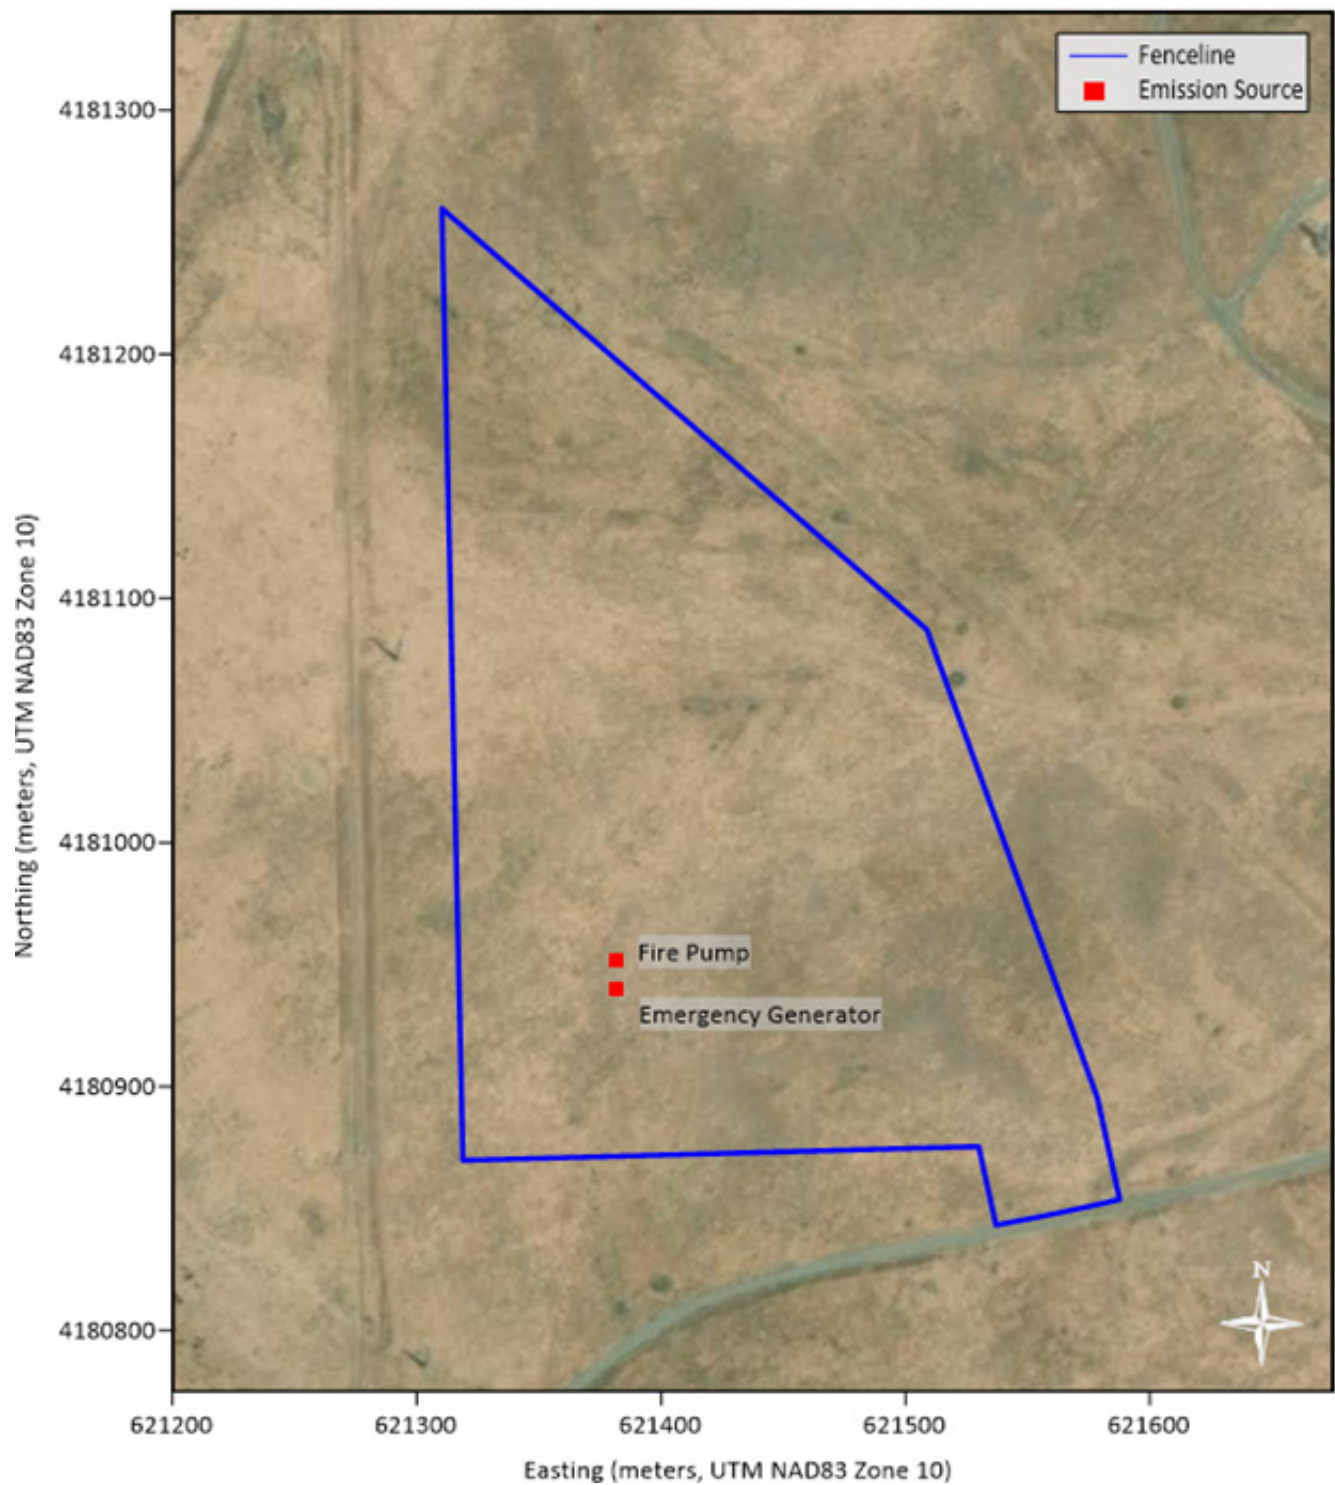 Fenceline
Emission Source
4181300
4181200
4181100
4181000
4180900
4180800
Northing (meters, UTM NAD83 Zone 10)
Fire Pump
Emergency Generator
N
621200
621300
621400
621500
621600
Easting (meters, UTM NAD83 Zone 10)